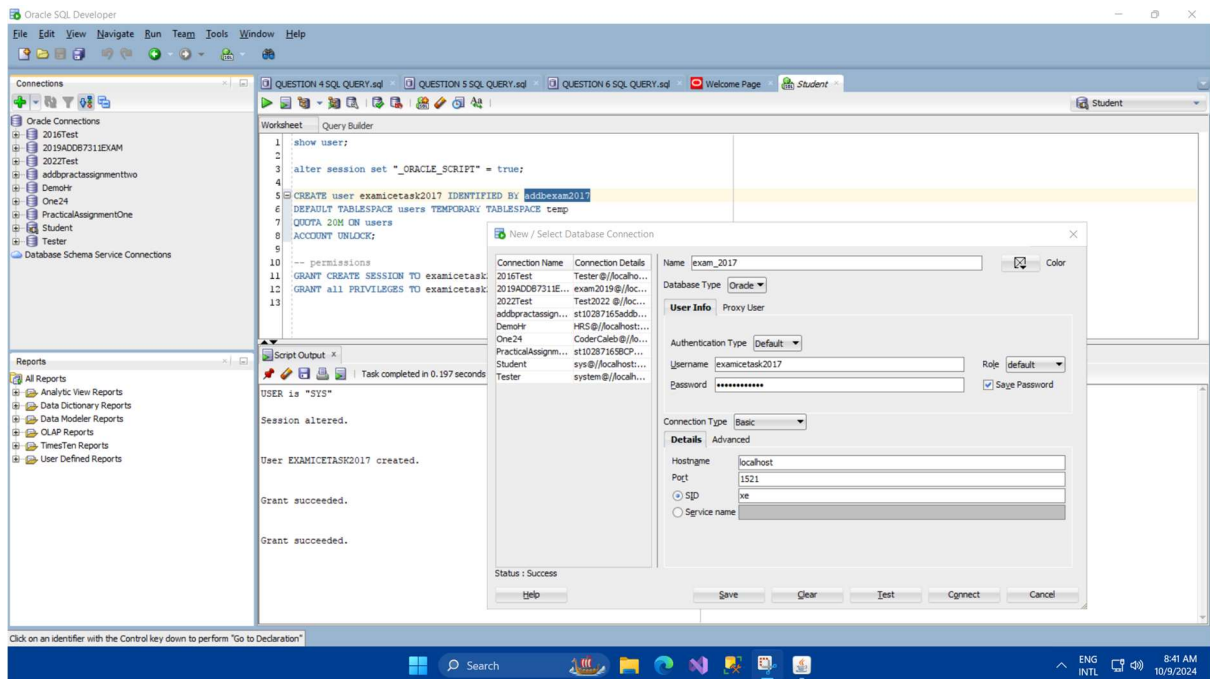 Oracle SQL Developer
File Edit View Navigate Run Team Tools Window Help
Connections
Oracle Connections
2016Test
2019ADDB7311EXAM
2022Test
addbpractassignmenttwo
DemoHr
One24
PracticalAssignmentOne
Student
Tester
Database Schema Service Connections
Reports
All Reports
Analytic View Reports
Data Dictionary Reports
Data Modeler Reports
OLAP Reports
TimesTen Reports
User Defined Reports
QUESTION 4 SQL QUERY.sql QUESTION 5 SQL QUERY.sql QUESTION 6 SQL QUERY.sql Welcome Page Student
Student
Worksheet Query Builder
1 show user;
2
3 alter session set "_ORACLE_SCRIPT" = true;
4
5 CREATE user examicetask2017 IDENTIFIED BY addbexam2017
6 DEFAULT TABLESPACE users TEMPORARY TABLESPACE temp
7 QUOTA 20M ON users
8 ACCOUNT UNLOCK;
9
10 -- permissions
11 GRANT CREATE SESSION TO examicetask
12 GRANT all PRIVILEGES TO examicetask
13
Script Output
Task completed in 0.197 seconds
USER is "SYS"
Session altered.
User EXAMICETASK2017 created.
Grant succeeded.
Grant succeeded.
New / Select Database Connection
Connection Name Connection Details
2016Test Tester@//localho...
2019ADDB7311E... exam2019@//loc...
2022Test Test2022 @//loc...
addbpractassign... st10287165addb...
DemoHr HRS@//localhost:...
One24 CoderCaleb@//lo...
PracticalAssignm... st10287165BCP...
Student sys@//localhost:...
Tester system@//localh...
Name exam_2017 Color
Database Type Oracle
User Info Proxy User
Authentication Type Default
Username examicetask2017 Role default
Password •••••••••••• Save Password
Connection Type Basic
Details Advanced
Hostname localhost
Port 1521
SID xe
Service name
Status : Success
Help Save Clear Test Connect Cancel
Click on an identifier with the Control key down to perform "Go to Declaration"
Search
ENG
INTL
8:41 AM
10/9/2024